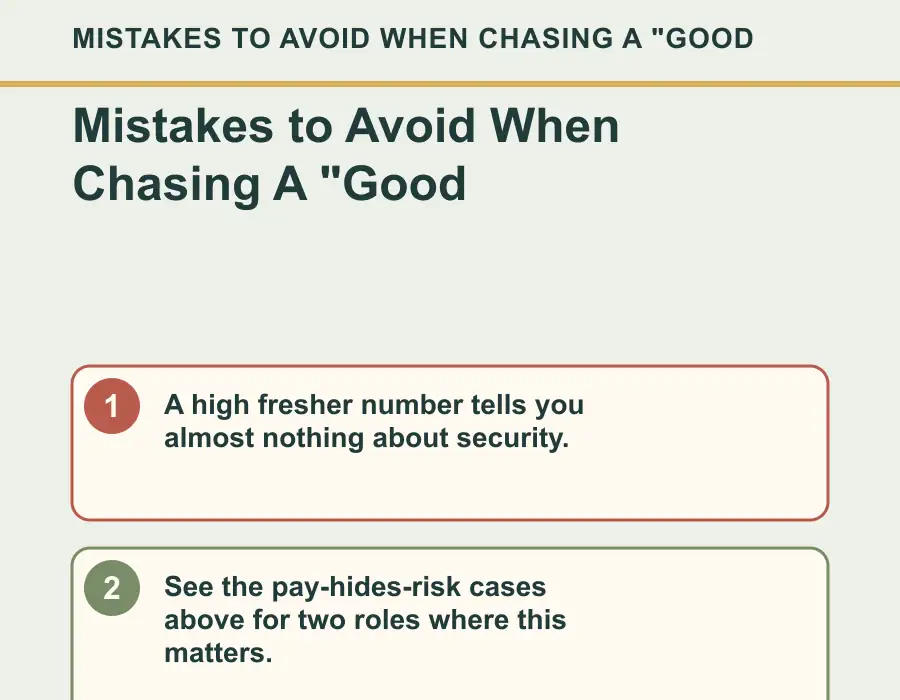 MISTAKES TO AVOID WHEN CHASING A "GOOD
Mistakes to Avoid When
Chasing A "Good
1
A high fresher number tells you
almost nothing about security.
2
See the pay-hides-risk cases
above for two roles where this
matters.